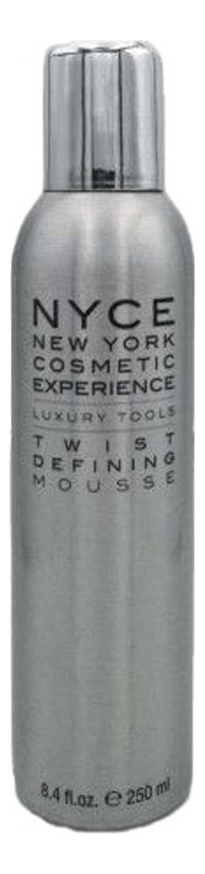 NYCE
NEW YORK
COSMETIC
EXPERIENCE
LUXURY TOOLS
TWIST
DEFINING
MOUSSE
8.4 fl.oz. ℮ 250 ml